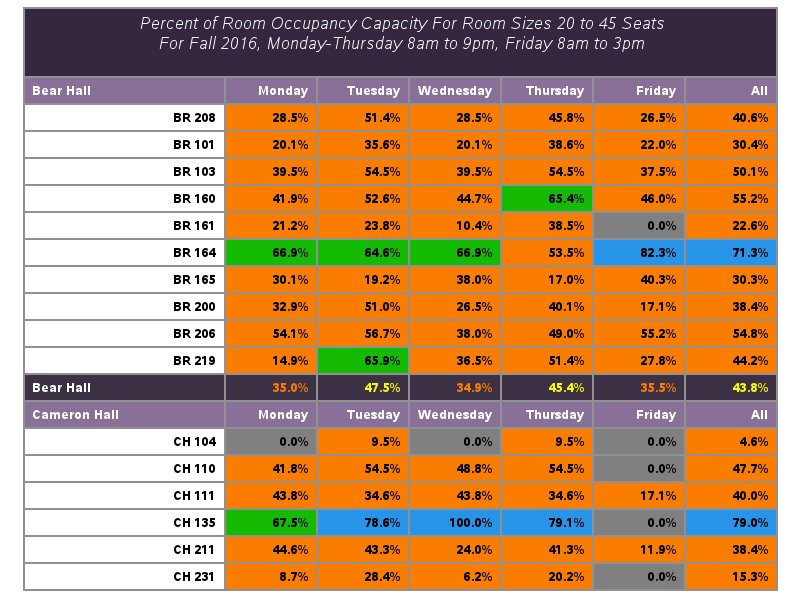 Percent of Room Occupancy Capacity For Room Sizes 20 to 45 Seats
For Fall 2016, Monday-Thursday 8am to 9pm, Friday 8am to 3pm
Bear Hall Monday Tuesday Wednesday Thursday Friday All
BR 208 28.5% 51.4% 28.5% 45.8% 26.5% 40.6%
BR 101 20.1% 35.6% 20.1% 38.6% 22.0% 30.4%
BR 103 39.5% 54.5% 39.5% 54.5% 37.5% 50.1%
BR 160 41.9% 52.6% 44.7% 65.4% 46.0% 55.2%
BR 161 21.2% 23.8% 10.4% 38.5% 0.0% 22.6%
BR 164 66.9% 64.6% 66.9% 53.5% 82.3% 71.3%
BR 165 30.1% 19.2% 38.0% 17.0% 40.3% 30.3%
BR 200 32.9% 51.0% 26.5% 40.1% 17.1% 38.4%
BR 206 54.1% 56.7% 38.0% 49.0% 55.2% 54.8%
BR 219 14.9% 65.9% 36.5% 51.4% 27.8% 44.2%
Bear Hall 35.0% 47.5% 34.9% 45.4% 35.5% 43.8%
Cameron Hall Monday Tuesday Wednesday Thursday Friday All
CH 104 0.0% 9.5% 0.0% 9.5% 0.0% 4.6%
CH 110 41.8% 54.5% 48.8% 54.5% 0.0% 47.7%
CH 111 43.8% 34.6% 43.8% 34.6% 17.1% 40.0%
CH 135 67.5% 78.6% 100.0% 79.1% 0.0% 79.0%
CH 211 44.6% 43.3% 24.0% 41.3% 11.9% 38.4%
CH 231 8.7% 28.4% 6.2% 20.2% 0.0% 15.3%